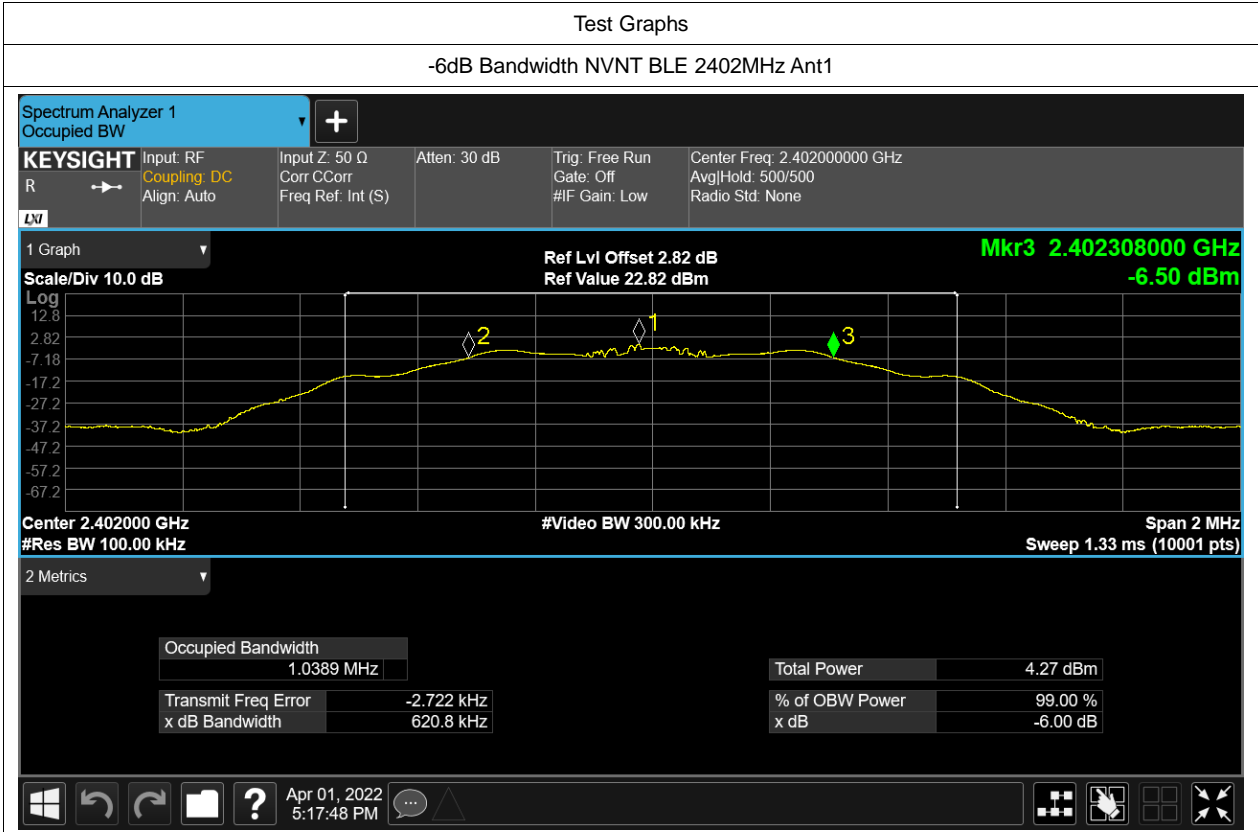 Test Graphs
-6dB Bandwidth NVNT BLE 2402MHz Ant1
Spectrum Analyzer 1
Occupied BW
KEYSIGHT Input: RF Input Z: 50 Ω Atten: 30 dB Trig: Free Run Center Freq: 2.402000000 GHz
R Coupling: DC Corr CCorr Gate: Off Avg|Hold: 500/500
Align: Auto Freq Ref: Int (S) #IF Gain: Low Radio Std: None
LXI
1 Graph Ref Lvl Offset 2.82 dB Mkr3 2.402308000 GHz
Scale/Div 10.0 dB Ref Value 22.82 dBm -6.50 dBm
Log
12.8
2.82
-7.18
-17.2
-27.2
-37.2
-47.2
-57.2
-67.2
2 1 3
Center 2.402000 GHz #Video BW 300.00 kHz Span 2 MHz
#Res BW 100.00 kHz Sweep 1.33 ms (10001 pts)
2 Metrics
Occupied Bandwidth
1.0389 MHz Total Power 4.27 dBm
Transmit Freq Error -2.722 kHz % of OBW Power 99.00 %
x dB Bandwidth 620.8 kHz x dB -6.00 dB
Apr 01, 2022
5:17:48 PM